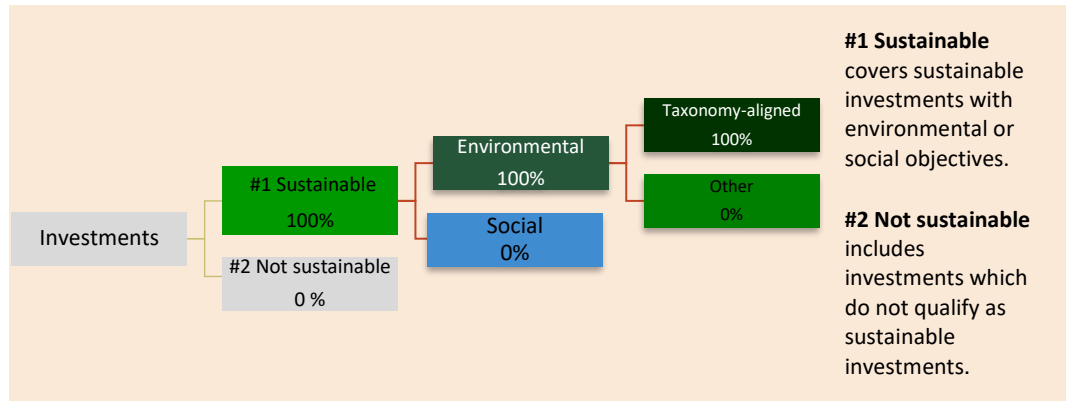 Investments
#1 Sustainable
100%
#2 Not sustainable
0 %
Environmental
100%
Social
0%
Taxonomy-aligned
100%
Other
0%
#1 Sustainable
covers sustainable
investments with
environmental or
social objectives.
#2 Not sustainable
includes
investments which
do not qualify as
sustainable
investments.